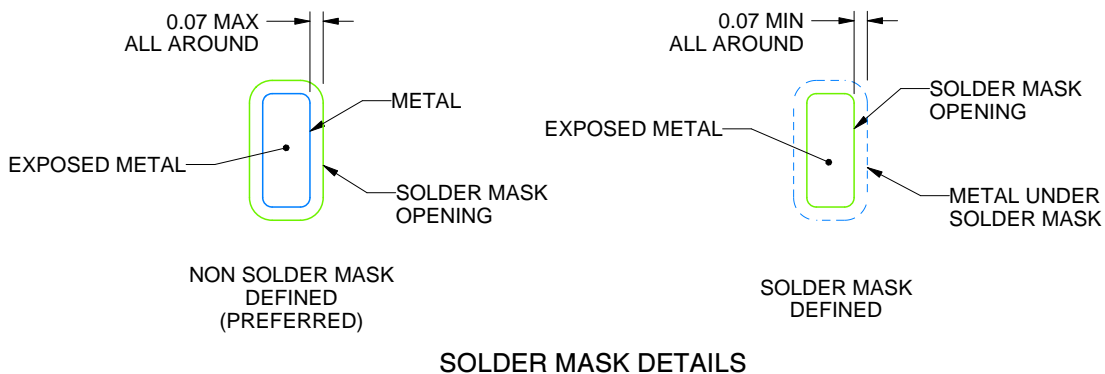 0.07 MAX
ALL AROUND
METAL
EXPOSED METAL
SOLDER MASK
OPENING
NON SOLDER MASK
DEFINED
(PREFERRED)
0.07 MIN
ALL AROUND
SOLDER MASK
OPENING
EXPOSED METAL
METAL UNDER
SOLDER MASK
SOLDER MASK
DEFINED
SOLDER MASK DETAILS